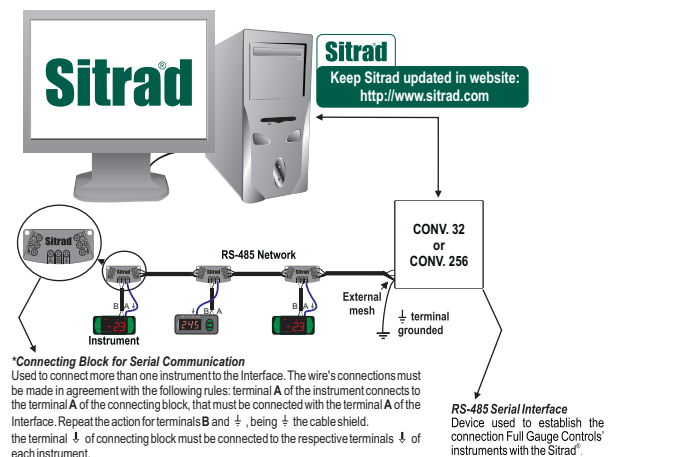 Sitrad®
Sitrad
Keep Sitrad updated in website:
http://www.sitrad.com
CONV. 32
or
CONV. 256
Sitrad
RS-485 Network
Sitrad
Sitrad
Sitrad
B A ⏚
⏚ B A
B A ⏚
-23
245
-23
Instrument
External
mesh
⏚ terminal
grounded
*Connecting Block for Serial Communication
Used to connect more than one instrument to the Interface. The wire's connections must
be made in agreement with the following rules: terminal A of the instrument connects to
the terminal A of the connecting block, that must be connected with the terminal A of the
Interface. Repeat the action for terminals B and ⏚ , being ⏚ the cable shield.
the terminal ⏚ of connecting block must be connected to the respective terminals ⏚ of
each instrument.
RS-485 Serial Interface
Device used to establish the
connection Full Gauge Controls'
instruments with the Sitrad®.